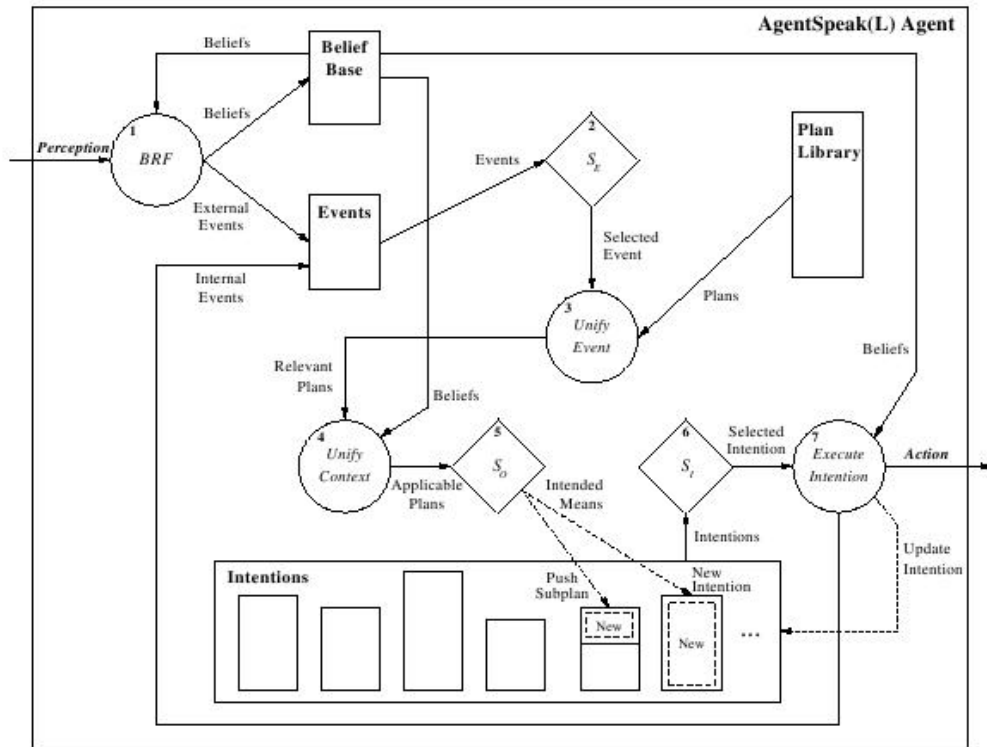 AgentSpeak(L) Agent
Beliefs
Belief
Base
Beliefs
1
BRF
Perception
2
S_E
Events
Plan
Library
External
Events
Events
Selected
Event
Internal
Events
Plans
3
Unify
Event
Relevant
Plans
Beliefs
Beliefs
4
Unify
Context
Applicable
Plans
5
S_O
Intended
Means
6
S_I
Selected
Intention
7
Execute
Intention
Action
Intentions
Update
Intention
Intentions
Push
Subplan
New
Intention
New
New
...